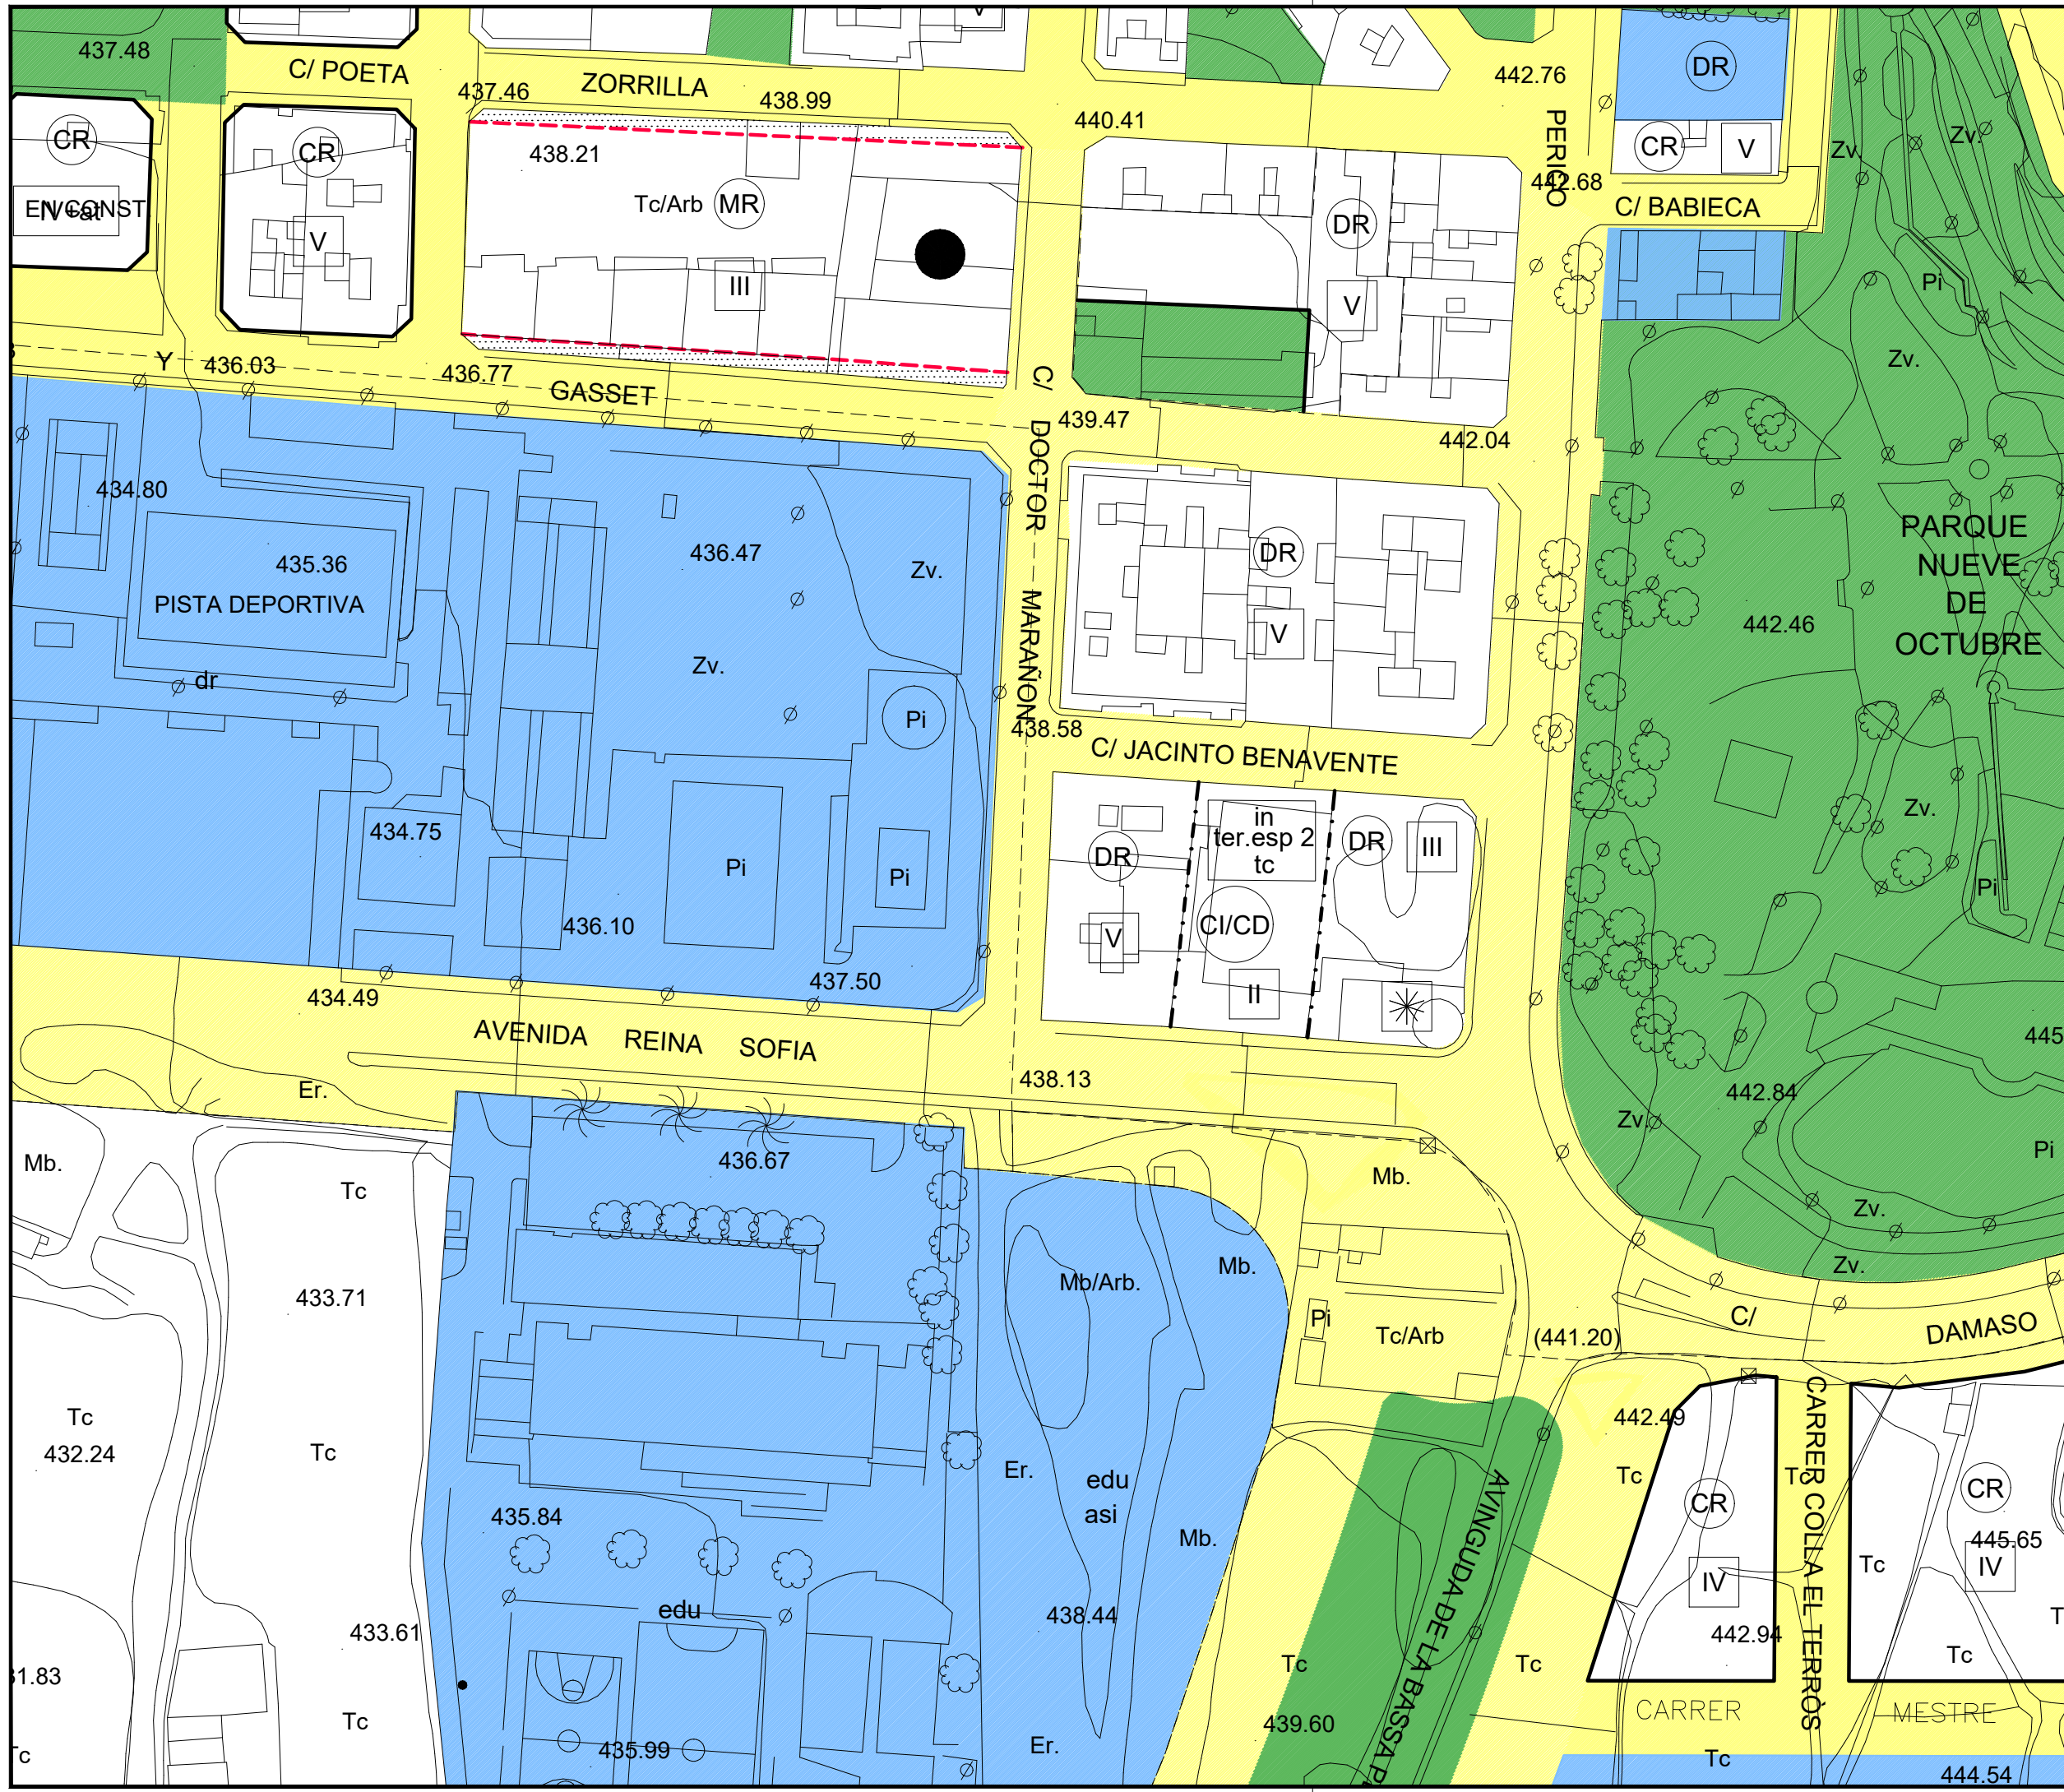 437.48
C/ POETA
ZORRILLA
437.46
438.99
V
440.41
442.76
PERICO
DR
CR
CR
438.21
Tc/Arb
MR
III
V
DR
V
442.68
CR
V
C/ BABIECA
Zv.
Zv.
Pi
Zv.
Y
436.03
436.77
GASSET
C/
DOCTOR
MARAÑON
439.47
442.04
434.80
435.36
PISTA DEPORTIVA
436.47
Zv.
Zv.
dr
Pi
DR
V
PARQUE
NUEVE
DE
OCTUBRE
442.46
438.58
C/ JACINTO BENAVENTE
434.75
Pi
Pi
436.10
437.50
DR
V
in
ter.esp 2
tc
CI/CD
II
DR
III
Zv.
Pi
434.49
AVENIDA REINA SOFIA
Er.
438.13
445
442.84
Zv.
Pi
Zv.
Zv.
Mb.
Tc
436.67
Mb.
Mb.
Mb/Arb.
433.71
Pi
Tc/Arb
(441.20)
C/
DAMASO
Tc
432.24
Tc
435.84
Er.
edu
asi
Mb.
edu
438.44
442.49
Tc
CR
IV
442.94
Tc
CARRER COLLA EL TERRÒS
CR
445.65
IV
Tc
Tc
AVINGUDA DE LA BASSA P
433.61
Tc
31.83
Tc
435.99
Er.
Tc
439.60
Tc
CARRER
MESTRE
Tc
444.54